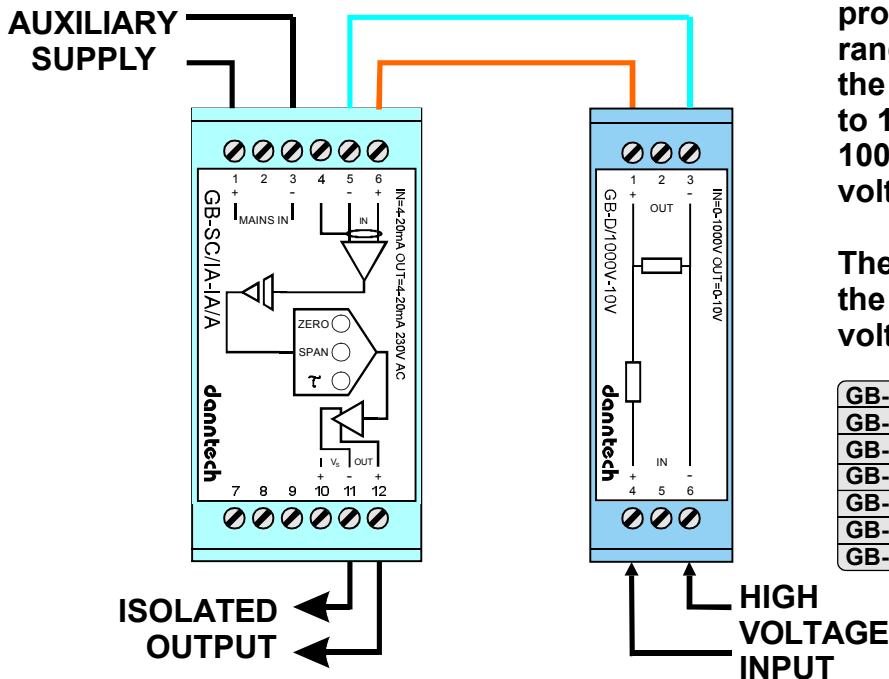 AUXILIARY
SUPPLY
1 2 3 4 5 6
+ - - +
MAINS IN
IN
GB-SC/IA-IA/A
IN=4-20mA OUT=4-20mA 230V AC
ZERO
SPAN
τ
danntech
Vs OUT
+ - +
7 8 9 10 11 12
ISOLATED
OUTPUT
1 2 3
+ -
OUT
GB-D/1000V-10V
IN=0-1000V OUT=0-10V
danntech
IN
+ -
4 5 6
HIGH
VOLTAGE
INPUT
the
to 1
100
volt
The
the
volt
GB-
GB-
GB-
GB-
GB-
GB-
GB-